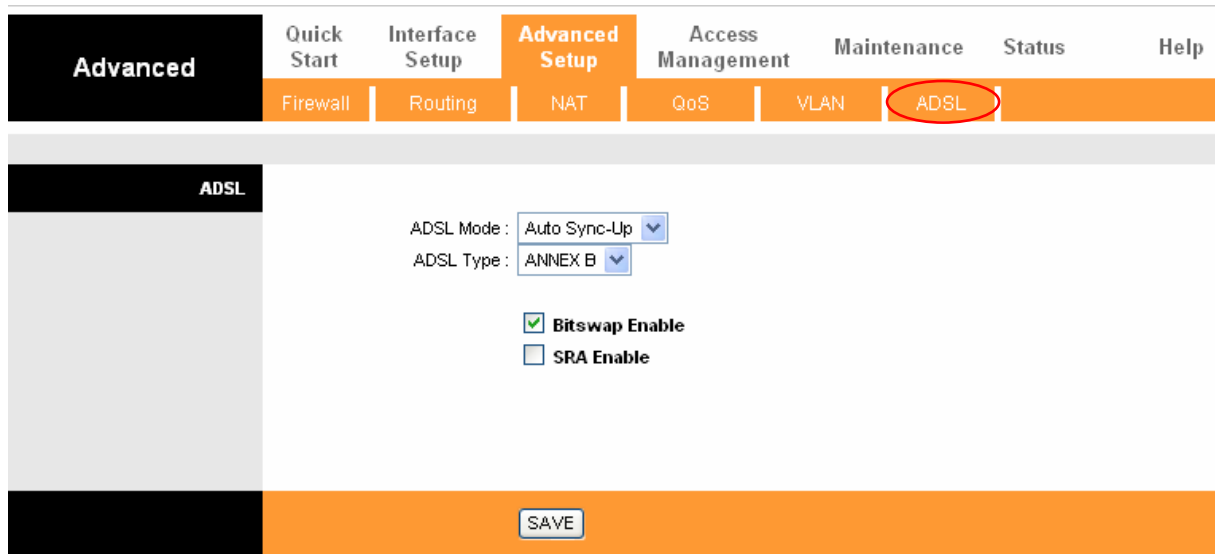 Advanced
Quick Start
Interface Setup
Advanced Setup
Access Management
Maintenance
Status
Help
Firewall
Routing
NAT
QoS
VLAN
ADSL
ADSL
ADSL Mode : Auto Sync-Up
ADSL Type : ANNEX B
Bitswap Enable
SRA Enable
SAVE